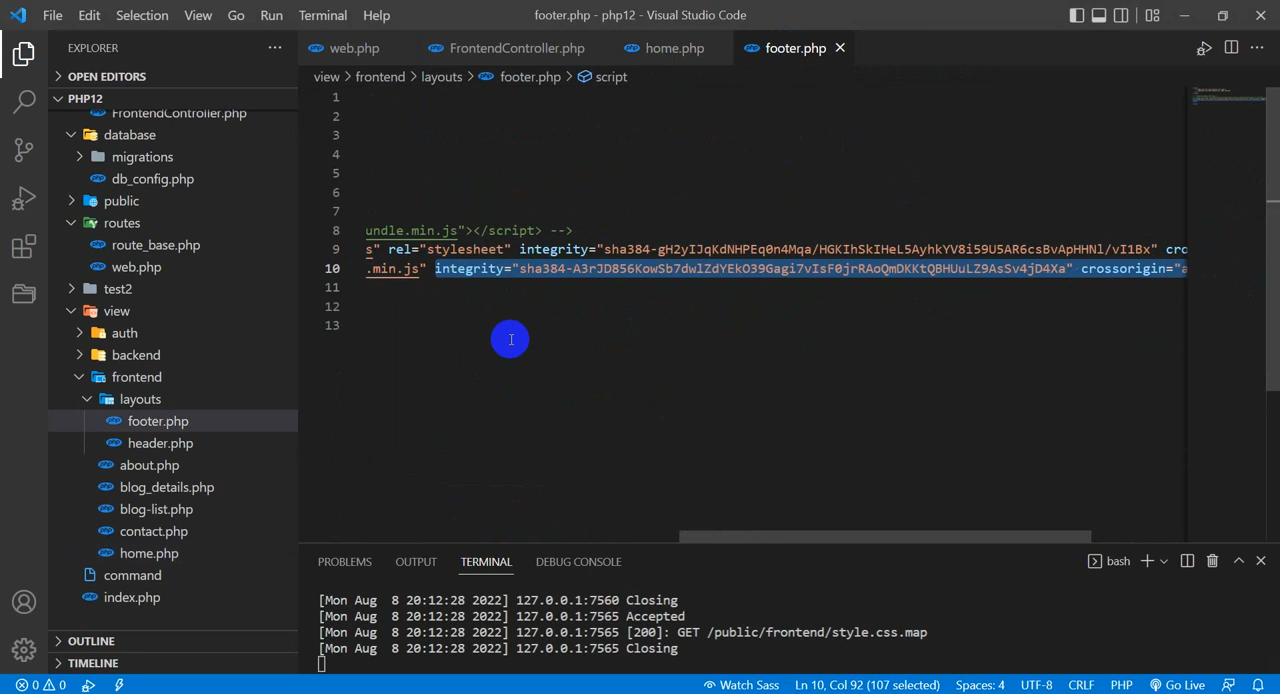 File Edit Selection View Go Run Terminal Help footer.php - php12 - Visual Studio Code
EXPLORER
web.php FrontendController.php home.php footer.php
OPEN EDITORS
view frontend layouts footer.php script
PHP12
FrontendController.php
database
migrations
db_config.php
public
routes
route_base.php
web.php
test2
view
auth
backend
frontend
layouts
footer.php
header.php
about.php
blog_details.php
blog-list.php
contact.php
home.php
command
index.php
OUTLINE
TIMELINE
1
2
3
4
5
6
7
8 undle.min.js"></script> -->
9 s" rel="stylesheet" integrity="sha384-gH2yIJqKdNHPEq0n4Mqa/HGKIhSkIHeL5AyhkYV8i59U5AR6csBvApHHNl/vI1Bx" cro
10 .min.js" integrity="sha384-A3rJD856KowSb7dwlZdYEkO39Gagi7vIsF0jrRAoQmDKKtQBHUuLZ9AsSv4jD4Xa" crossorigin="a
11
12
13
PROBLEMS OUTPUT TERMINAL DEBUG CONSOLE bash
[Mon Aug 8 20:12:28 2022] 127.0.0.1:7560 Closing
[Mon Aug 8 20:12:28 2022] 127.0.0.1:7565 Accepted
[Mon Aug 8 20:12:28 2022] 127.0.0.1:7565 [200]: GET /public/frontend/style.css.map
[Mon Aug 8 20:12:28 2022] 127.0.0.1:7565 Closing
0 0 Watch Sass Ln 10, Col 92 (107 selected) Spaces: 4 UTF-8 CRLF PHP Go Live